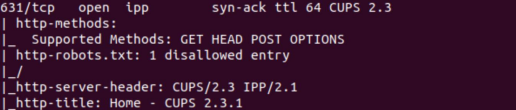 631/tcp open ipp syn-ack ttl 64 CUPS 2.3
| http-methods:
|_ Supported Methods: GET HEAD POST OPTIONS
| http-robots.txt: 1 disallowed entry
|_/
|_http-server-header: CUPS/2.3 IPP/2.1
|_http-title: Home - CUPS 2.3.1